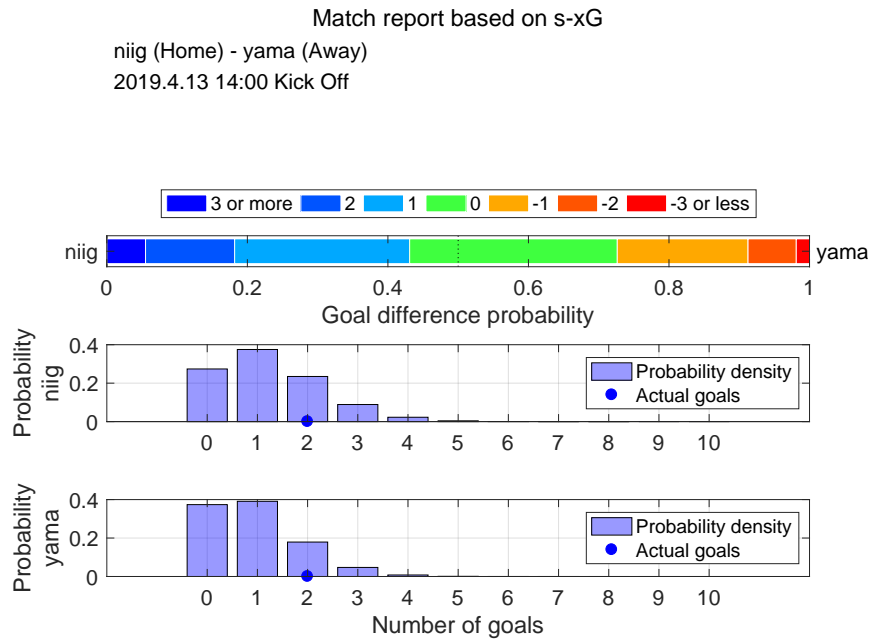 Match report based on s-xG
niig (Home) - yama (Away)
2019.4.13 14:00 Kick Off
3 or more 2 1 0 -1 -2 -3 or less
niig yama
0 0.2 0.4 0.6 0.8 1
Goal difference probability
Probability
niig
0.4
0.2
0
Probability density
Actual goals
0 1 2 3 4 5 6 7 8 9 10
Probability
yama
0.4
0.2
0
Probability density
Actual goals
0 1 2 3 4 5 6 7 8 9 10
Number of goals